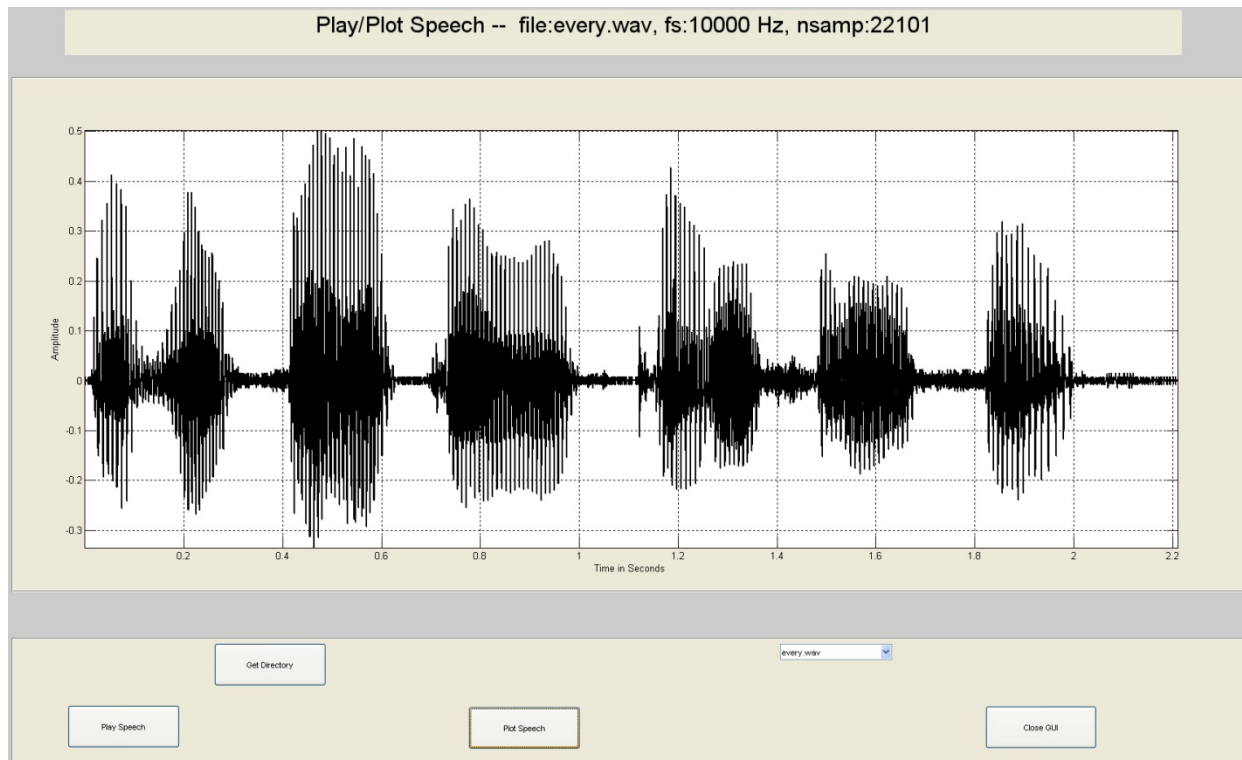 Play/Plot Speech -- file:every.wav, fs:10000 Hz, nsamp:22101
0.5
0.4
0.3
0.2
0.1
0
-0.1
-0.2
-0.3
Amplitude
0.2 0.4 0.6 0.8 1 1.2 1.4 1.6 1.8 2 2.2
Time in Seconds
Get Directory
every.wav
Play Speech
Plot Speech
Close GUI